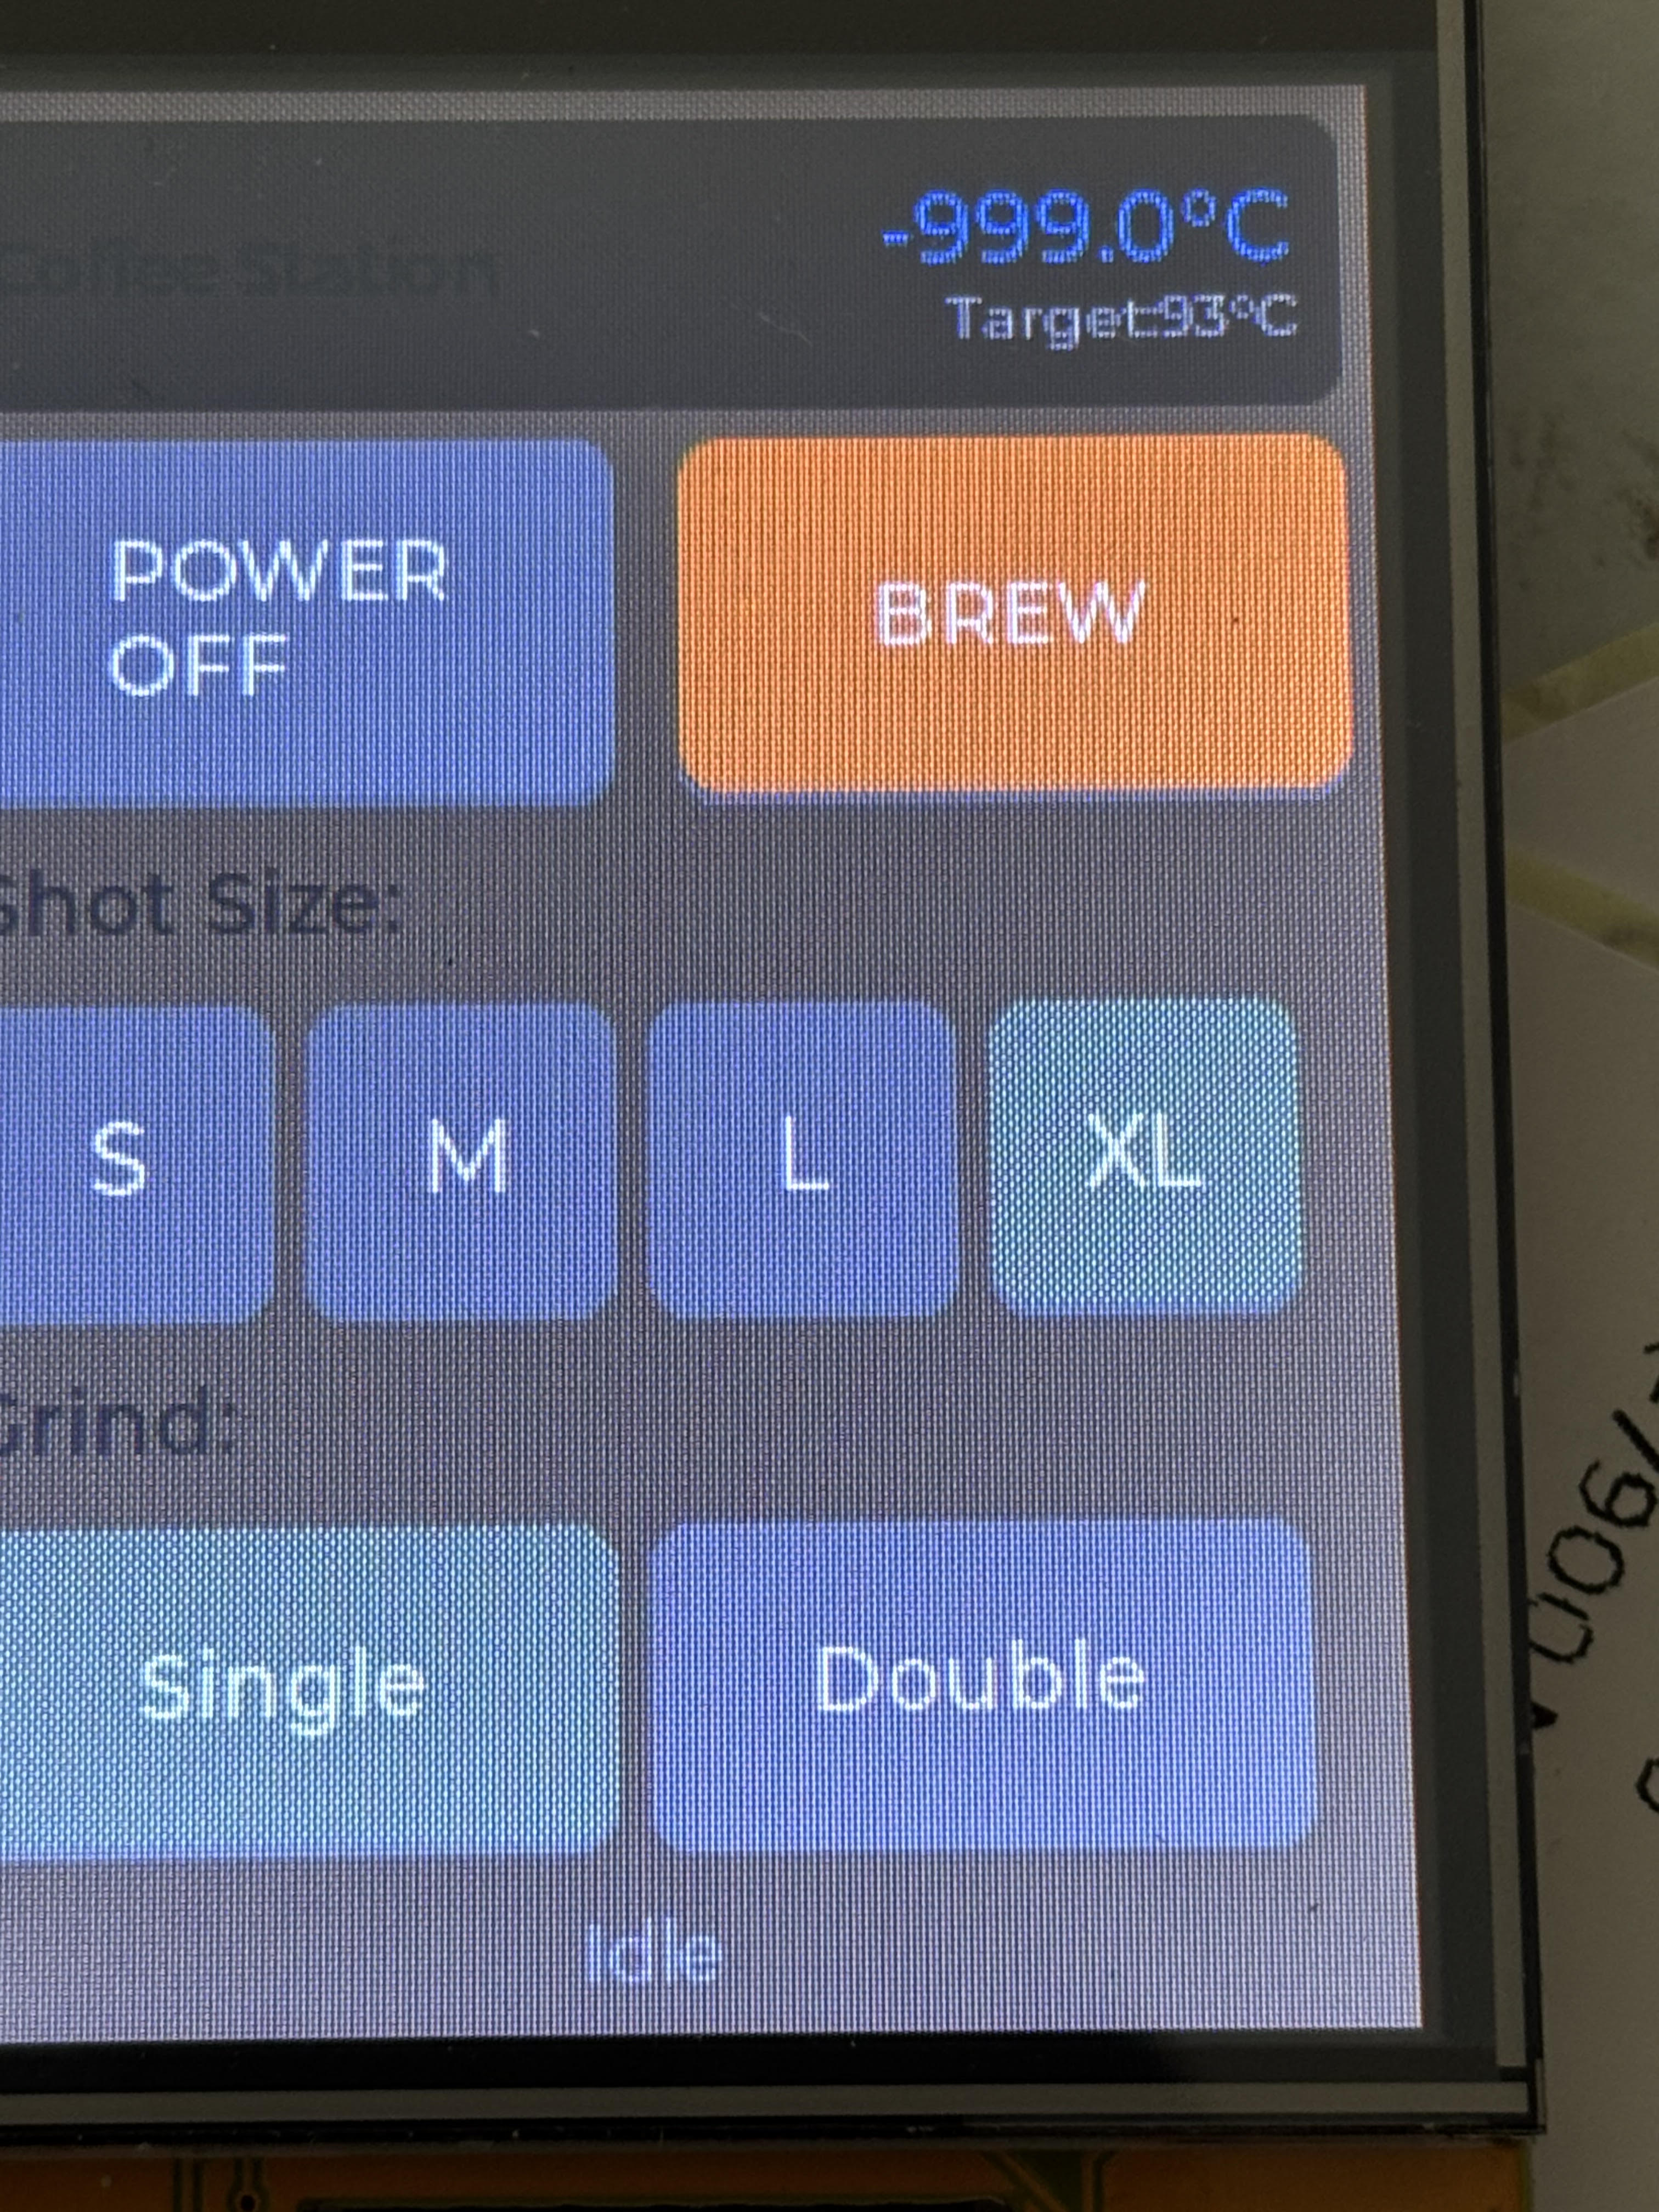 Coffee Station
-999.0°C
Target:93°C
POWER
OFF
BREW
Shot Size:
S
M
L
XL
Grind:
Single
Double
Idle